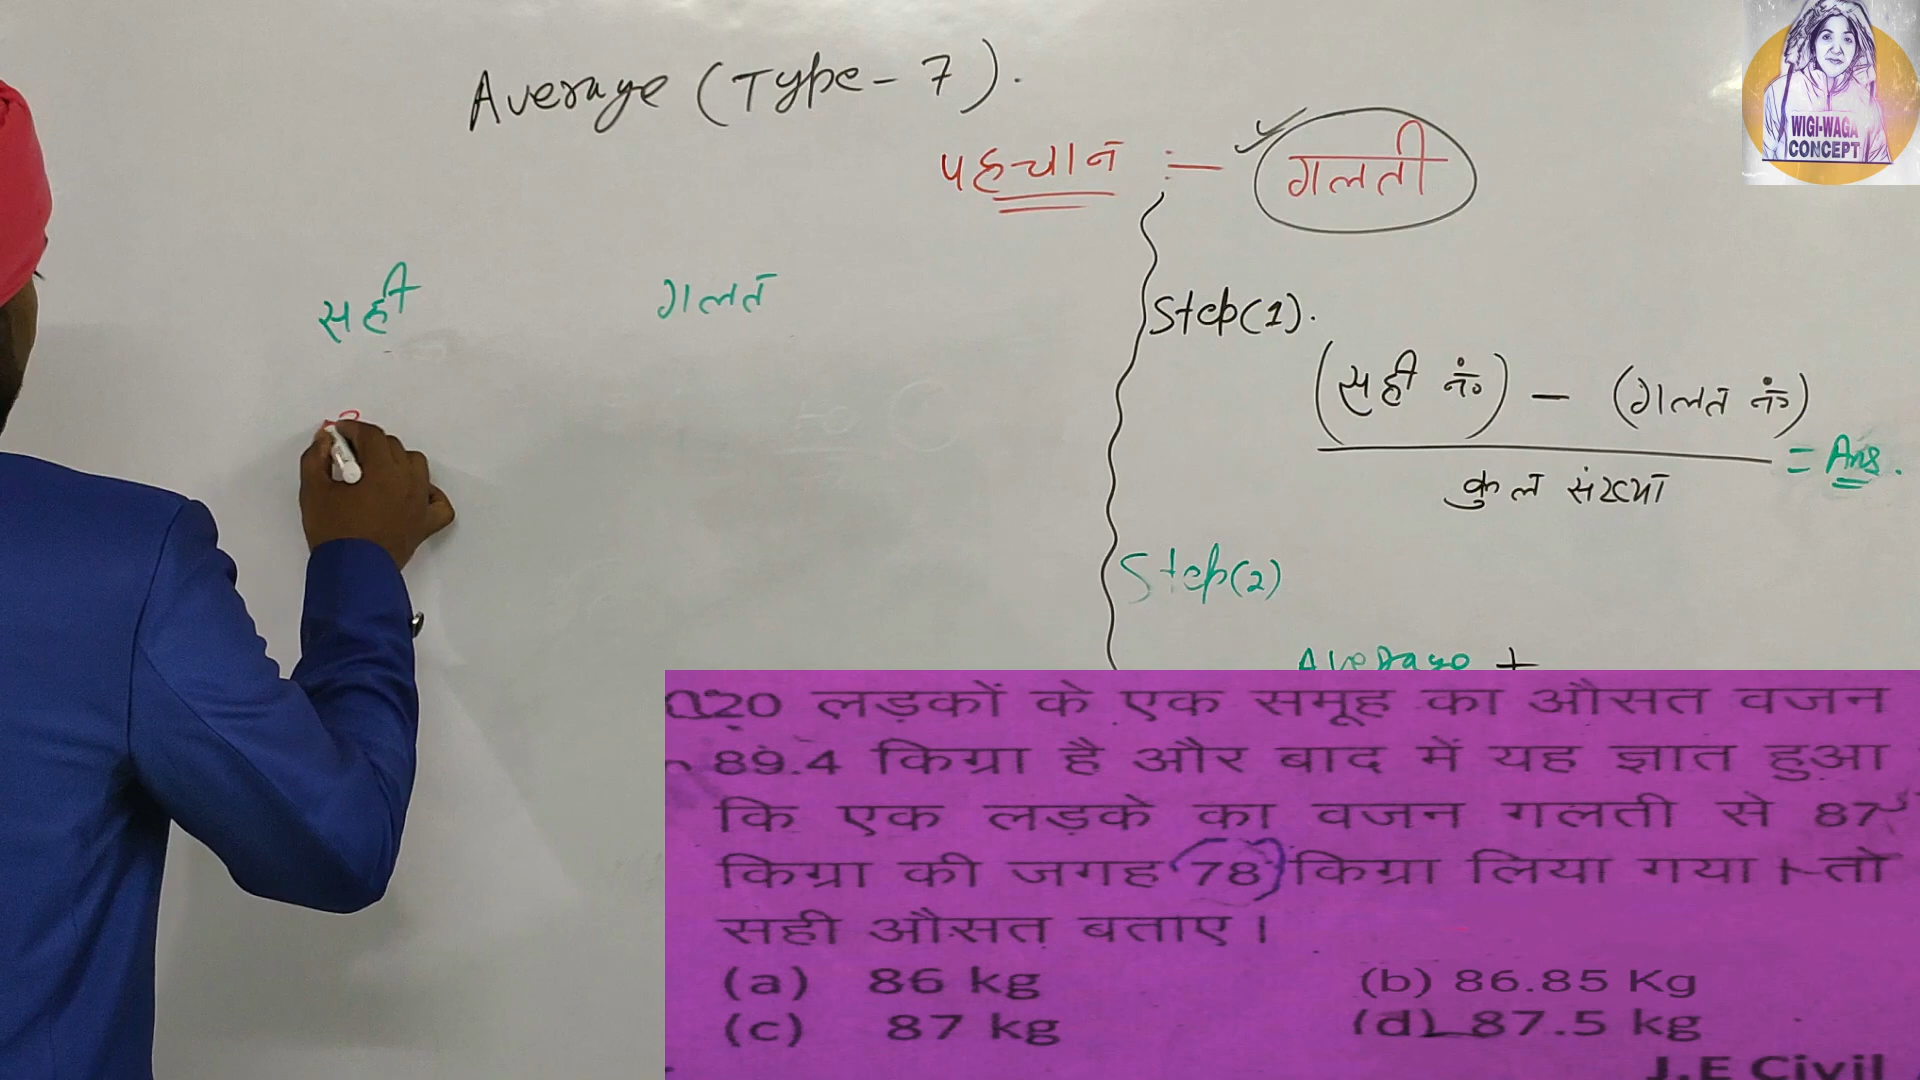 Average (Type - 7).
पहचान :- गलती
सही गलत
Step(1).
(सही नं॰) - (गलत नं॰)
= Ans.
कुल संख्या
Step(2)
Average +
20 लड़कों के एक समूह का औसत वजन
89.4 किग्रा है और बाद में यह ज्ञात हुआ
कि एक लड़के का वजन गलती से 87
किग्रा की जगह 78 किग्रा लिया गया। तो
सही औसत बताए।
(a) 86 kg (b) 86.85 Kg
(c) 87 kg (d) 87.5 kg
J.E Civil
WIGI-WAGA
CONCEPT